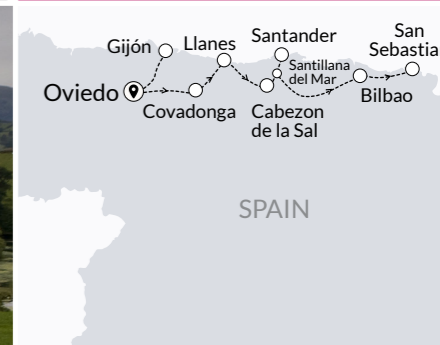 San
Sebastia
Santander
Llanes
Gijón
Santillana
del Mar
Oviedo
Bilbao
Covadonga
Cabezon
de la Sal
SPAIN